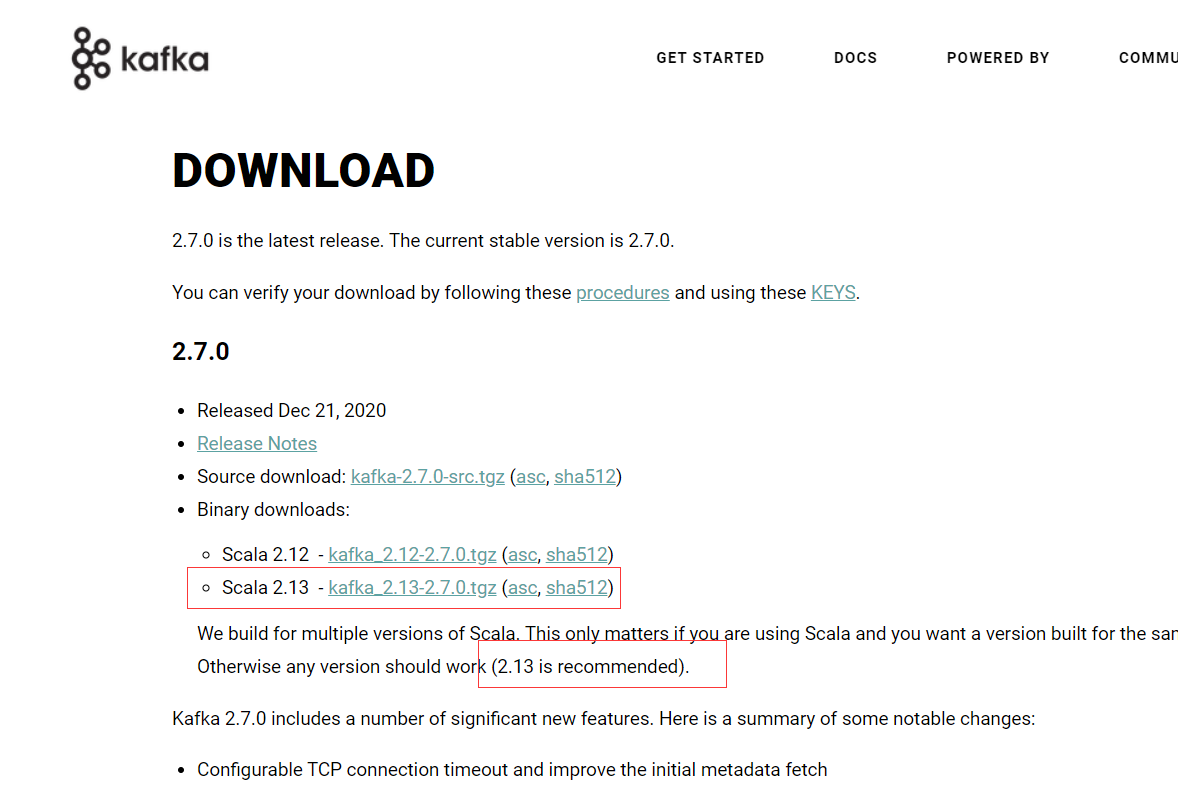 kafka
GET STARTED DOCS POWERED BY COMMU
DOWNLOAD
2.7.0 is the latest release. The current stable version is 2.7.0.
You can verify your download by following these procedures and using these KEYS.
2.7.0
• Released Dec 21, 2020
• Release Notes
• Source download: kafka-2.7.0-src.tgz (asc, sha512)
• Binary downloads:
◦ Scala 2.12 - kafka_2.12-2.7.0.tgz (asc, sha512)
◦ Scala 2.13 - kafka_2.13-2.7.0.tgz (asc, sha512)
We build for multiple versions of Scala. This only matters if you are using Scala and you want a version built for the sar
Otherwise any version should work (2.13 is recommended).
Kafka 2.7.0 includes a number of significant new features. Here is a summary of some notable changes:
• Configurable TCP connection timeout and improve the initial metadata fetch